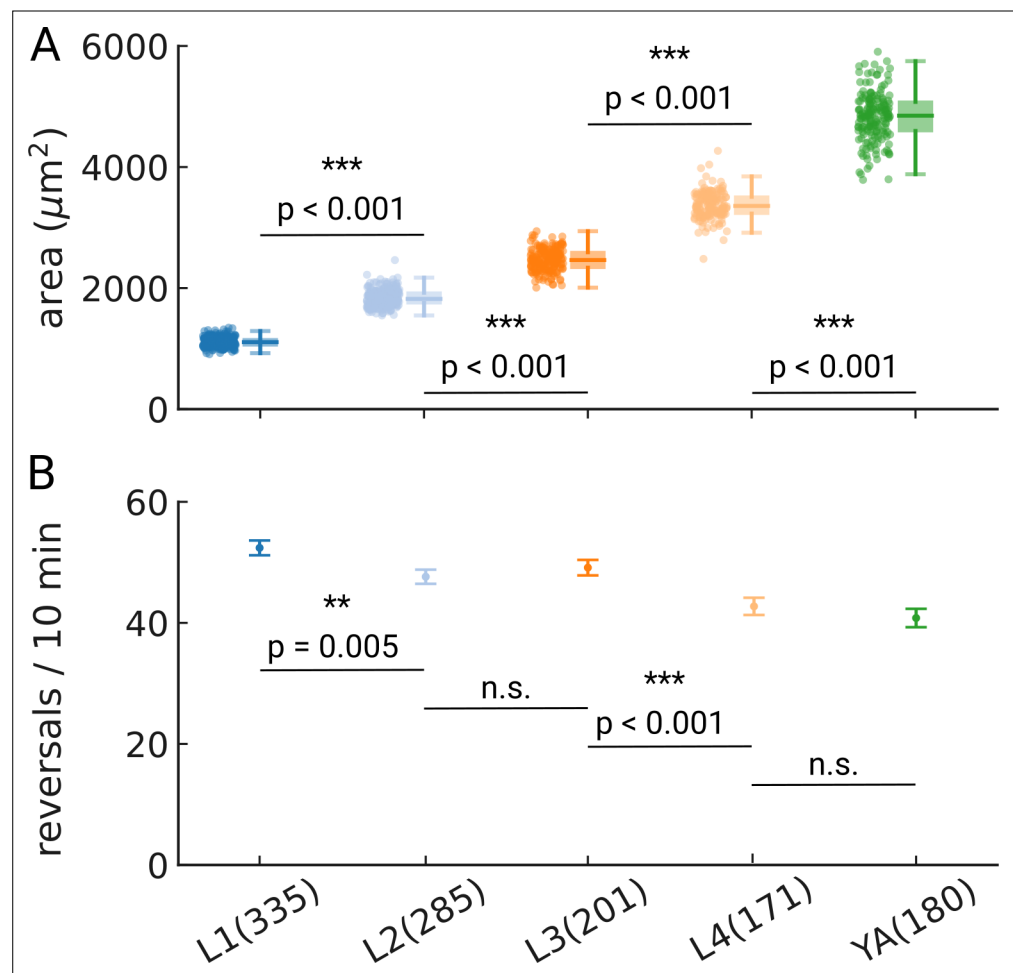 A
area (μm²)
6000
4000
2000
0
***
p < 0.001
***
p < 0.001
***
p < 0.001
***
p < 0.001
B
reversals / 10 min
60
40
20
0
**
p = 0.005
n.s.
***
p < 0.001
n.s.
L1(335)
L2(285)
L3(201)
L4(171)
YA(180)